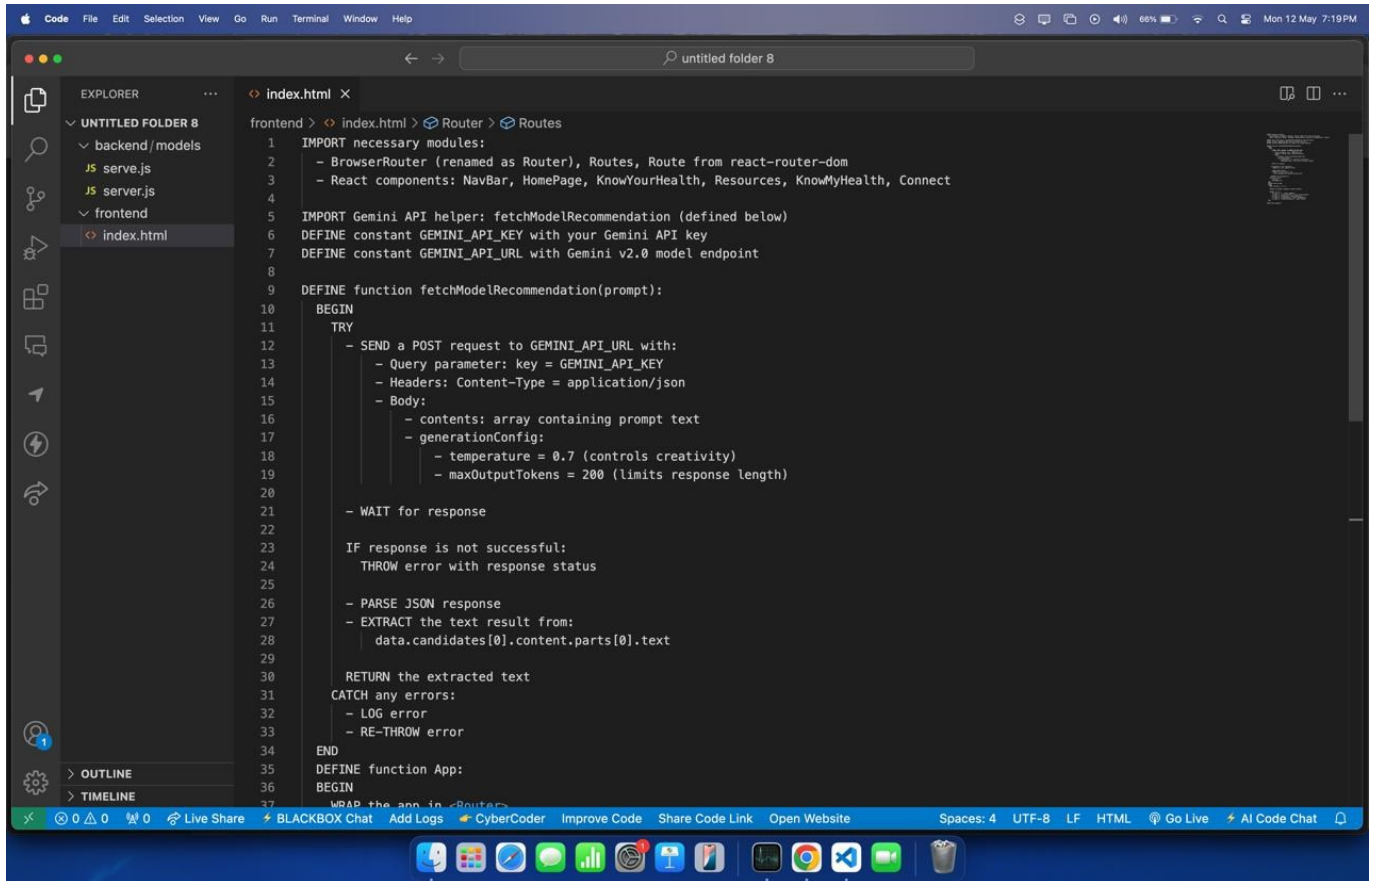 Code File Edit Selection View Go Run Terminal Window Help 66% Mon 12 May 7:19 PM
untitled folder 8
EXPLORER
index.html
UNTITLED FOLDER 8
backend/models
JS serve.js
JS server.js
frontend
<> index.html
frontend > <> index.html > Router > Routes
1 IMPORT necessary modules:
2 – BrowserRouter (renamed as Router), Routes, Route from react-router-dom
3 – React components: NavBar, HomePage, KnowYourHealth, Resources, KnowMyHealth, Connect
4
5 IMPORT Gemini API helper: fetchModelRecommendation (defined below)
6 DEFINE constant GEMINI_API_KEY with your Gemini API key
7 DEFINE constant GEMINI_API_URL with Gemini v2.0 model endpoint
8
9 DEFINE function fetchModelRecommendation(prompt):
10 BEGIN
11 TRY
12 – SEND a POST request to GEMINI_API_URL with:
13 – Query parameter: key = GEMINI_API_KEY
14 – Headers: Content-Type = application/json
15 – Body:
16 – contents: array containing prompt text
17 – generationConfig:
18 – temperature = 0.7 (controls creativity)
19 – maxOutputTokens = 200 (limits response length)
20
21 – WAIT for response
22
23 IF response is not successful:
24 THROW error with response status
25
26 – PARSE JSON response
27 – EXTRACT the text result from:
28 data.candidates[0].content.parts[0].text
29
30 RETURN the extracted text
31 CATCH any errors:
32 – LOG error
33 – RE-THROW error
34 END
35 DEFINE function App:
36 BEGIN
37 WRAP the app in <Router>
OUTLINE
TIMELINE
1
0 0 0 Live Share BLACKBOX Chat Add Logs CyberCoder Improve Code Share Code Link Open Website Spaces: 4 UTF-8 LF HTML Go Live AI Code Chat